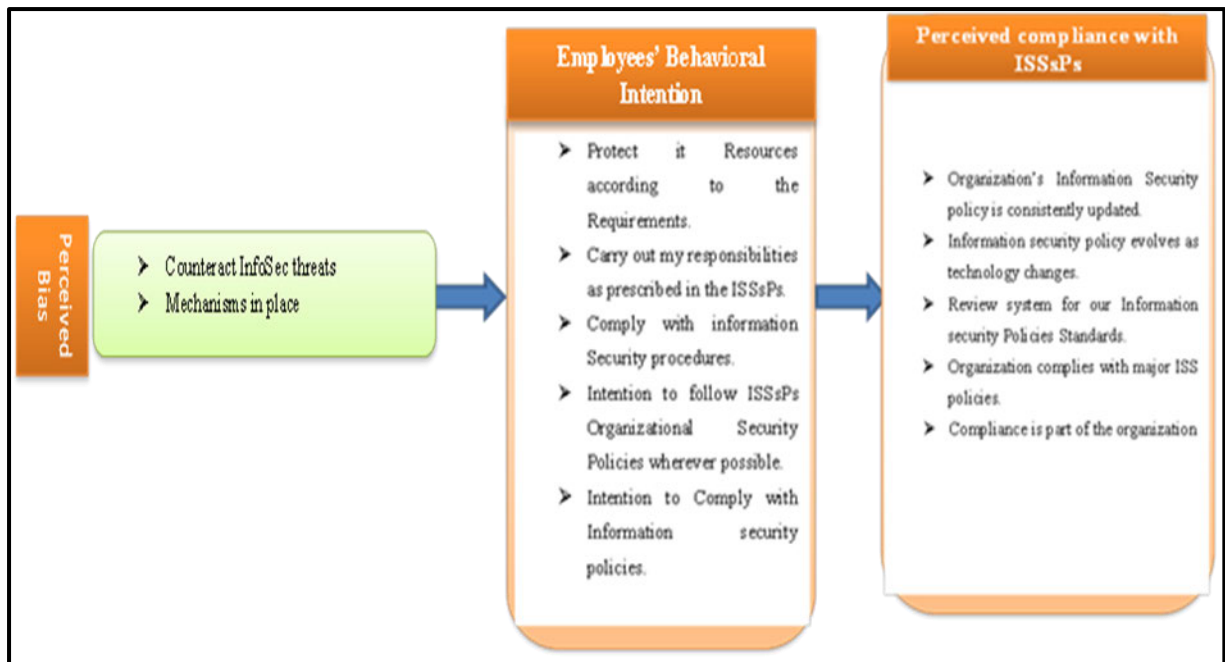 Perceived
Bias
➤ Counteract InfoSec threats
➤ Mechanisms in place
Employees' Behavioral
Intention
➤ Protect it Resources
according to the
Requirements.
➤ Carry out my responsibilities
as prescribed in the ISSsPs.
➤ Comply with information
Security procedures.
➤ Intention to follow ISSsPs
Organizational Security
Policies wherever possible.
➤ Intention to Comply with
Information security
policies.
Perceived compliance with
ISSsPs
➤ Organization's Information Security
policy is consistently updated.
➤ Information security policy evolves as
technology changes.
➤ Review system for our Information
security Policies Standards.
➤ Organization complies with major ISS
policies.
➤ Compliance is part of the organization